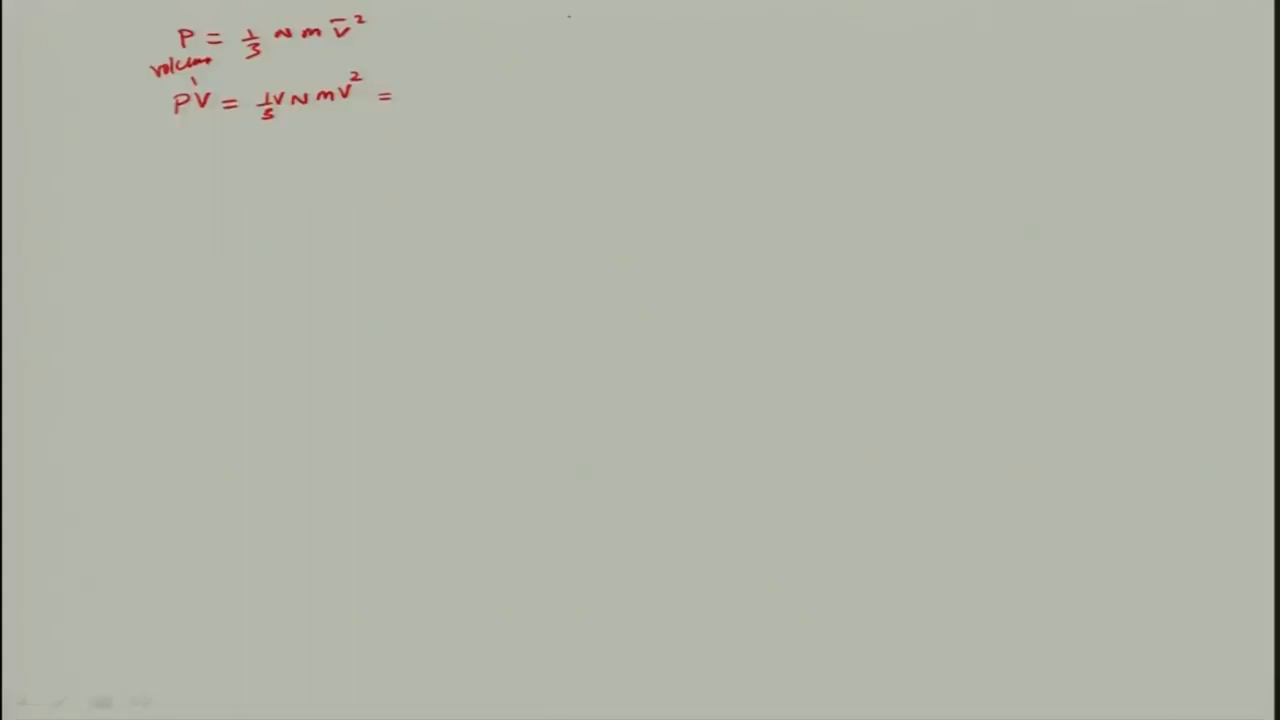 P = 1/3 N m v̄²
volume
PV = 1/3 V N m V² =